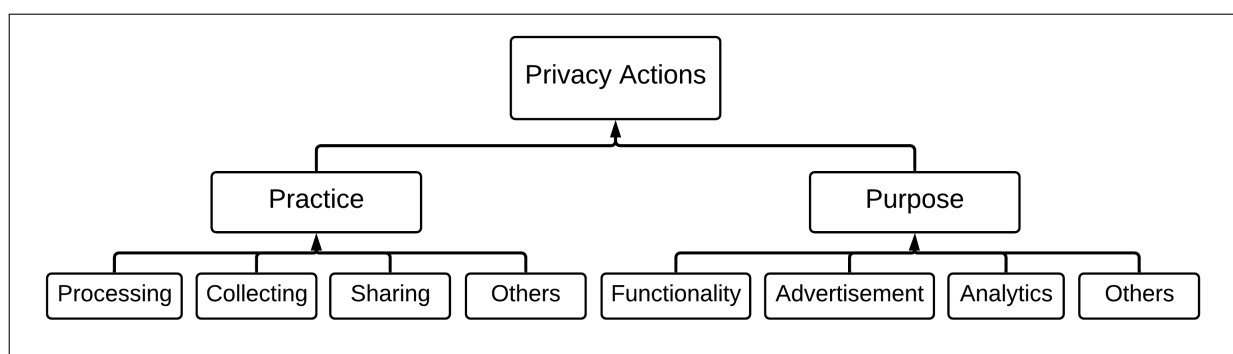 Privacy Actions
Practice
Purpose
Processing
Collecting
Sharing
Others
Functionality
Advertisement
Analytics
Others